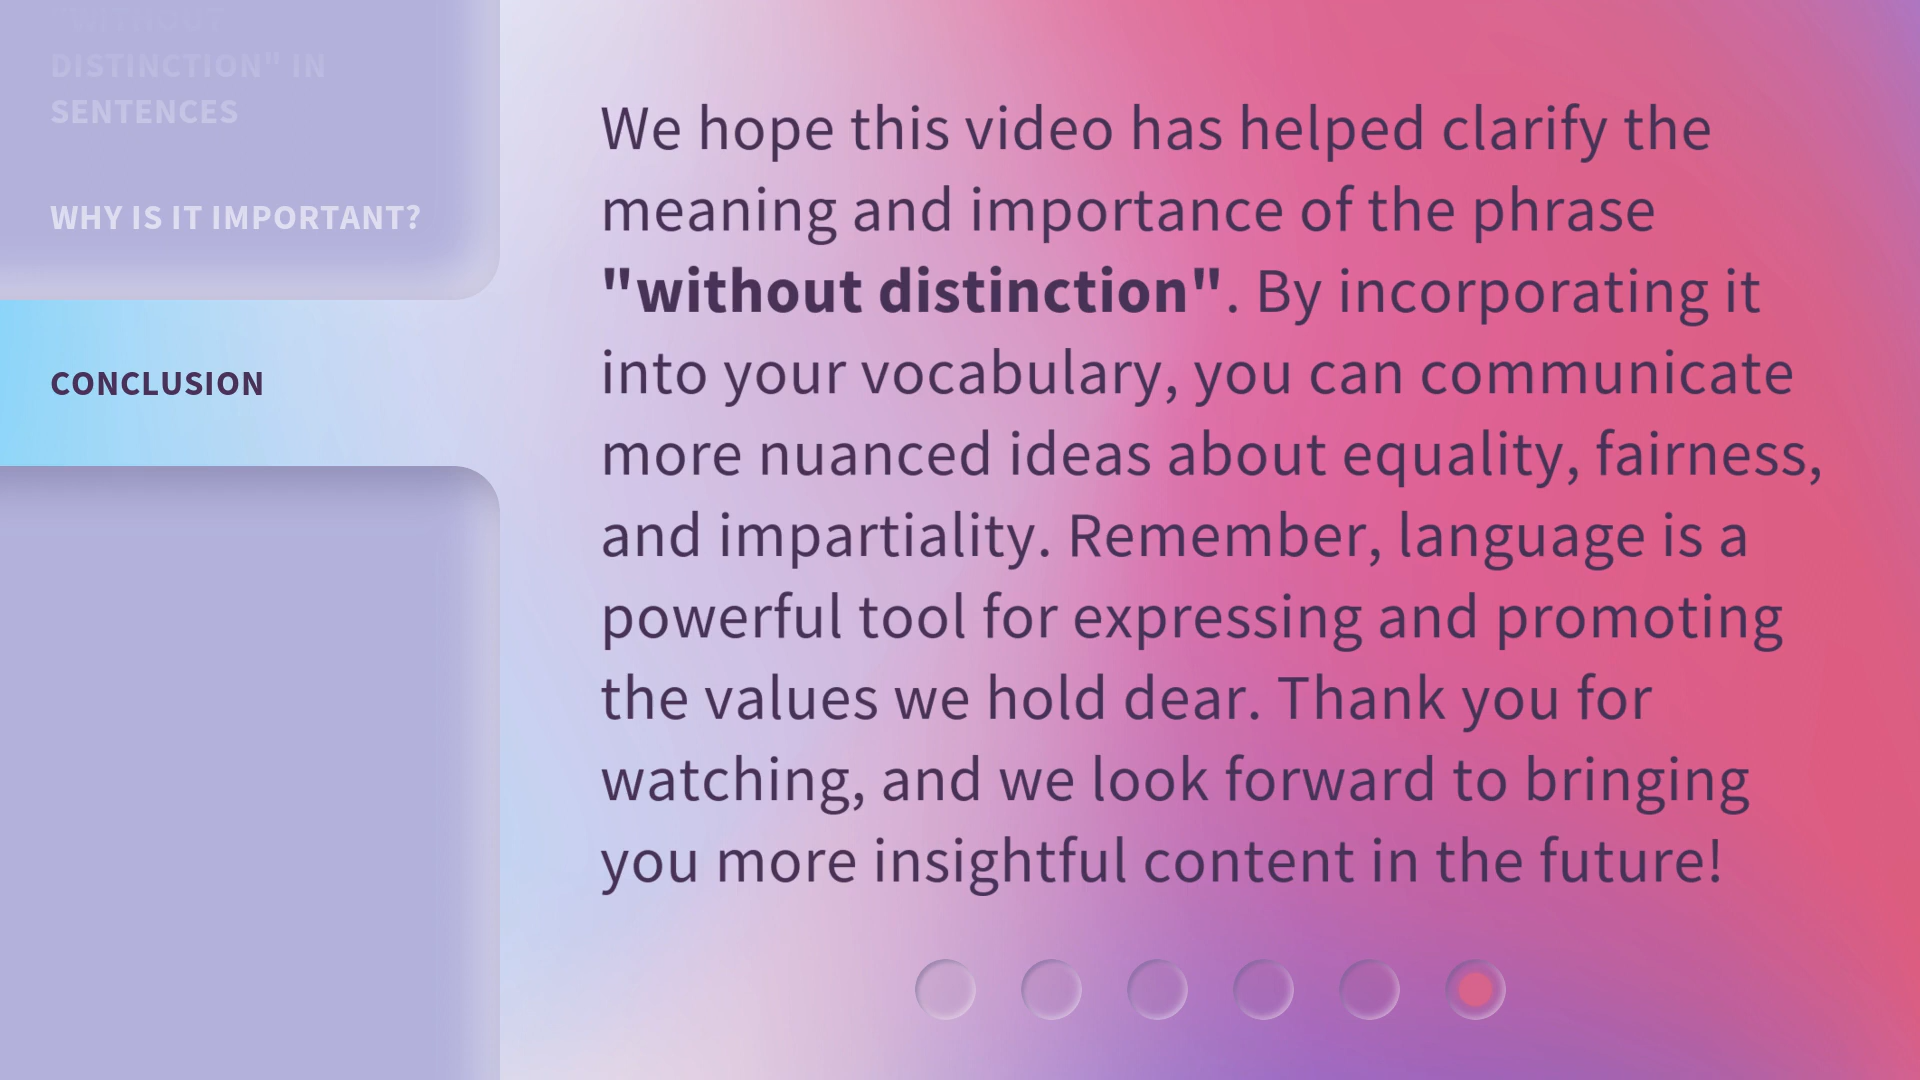 "WITHOUT
DISTINCTION" IN
SENTENCES
WHY IS IT IMPORTANT?
CONCLUSION
We hope this video has helped clarify the
meaning and importance of the phrase
"without distinction". By incorporating it
into your vocabulary, you can communicate
more nuanced ideas about equality, fairness,
and impartiality. Remember, language is a
powerful tool for expressing and promoting
the values we hold dear. Thank you for
watching, and we look forward to bringing
you more insightful content in the future!